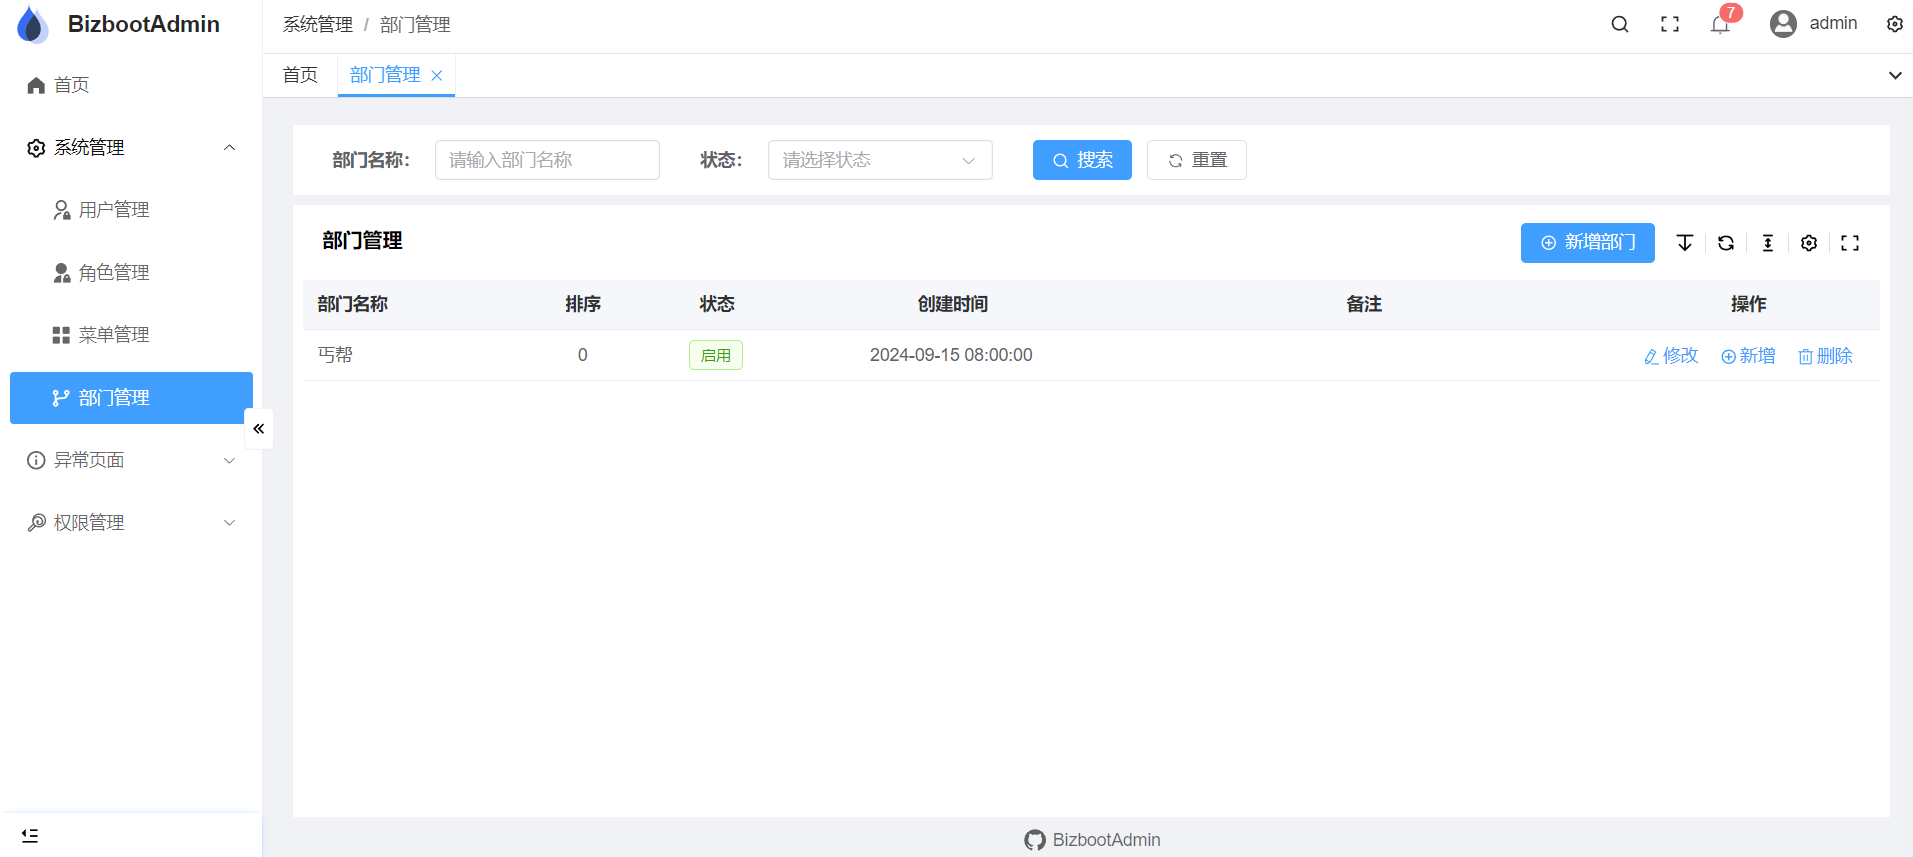 BizbootAdmin
系统管理 / 部门管理
7
admin
首页
部门管理
首页
系统管理
用户管理
角色管理
菜单管理
部门管理
异常页面
权限管理
部门名称: 请输入部门名称 状态: 请选择状态 搜索 重置
部门管理
新增部门
部门名称 排序 状态 创建时间 备注 操作
丐帮 0 启用 2024-09-15 08:00:00 修改 新增 删除
BizbootAdmin